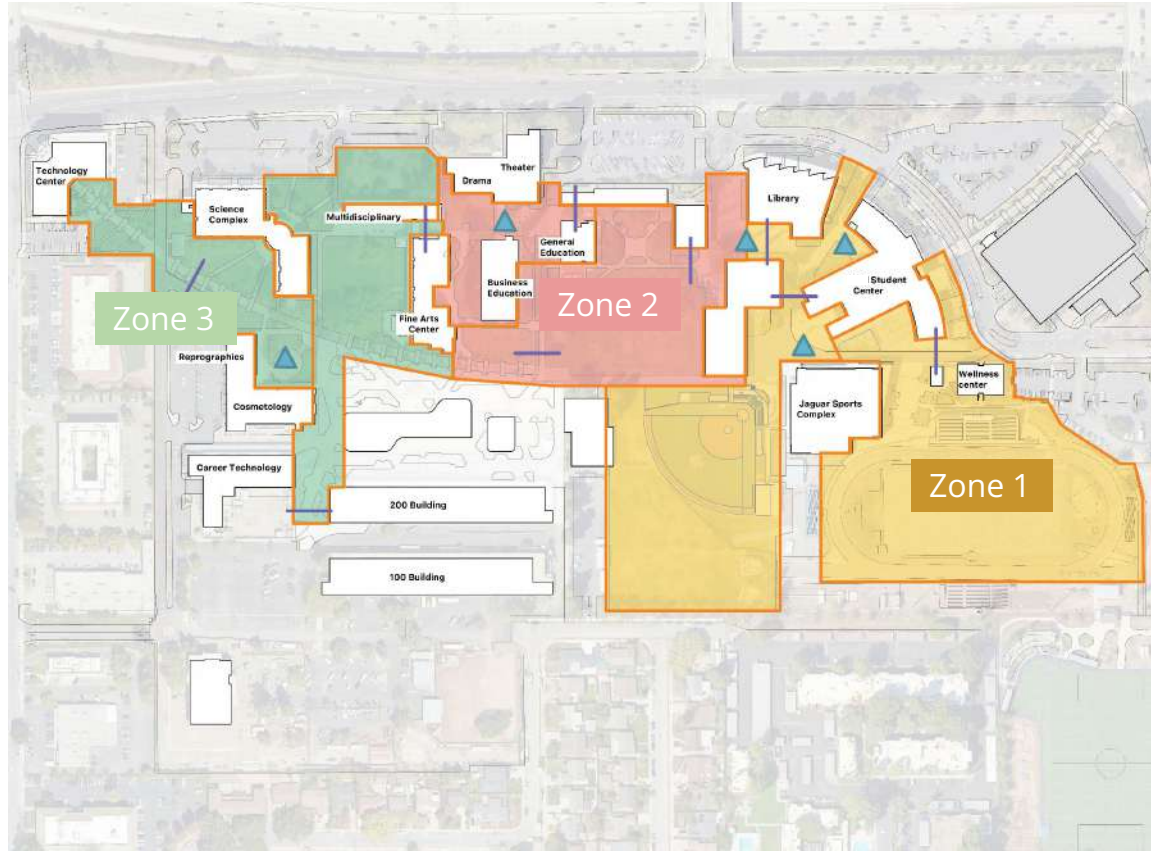 Technology
Center
Science
Complex
Multidisciplinary
Drama
Theater
General
Education
Business
Education
Fine Arts
Center
Library
Student
Center
Wellness
center
Jaguar Sports
Complex
Zone 3
Zone 2
Zone 1
Reprographics
Cosmetology
Career Technology
200 Building
100 Building